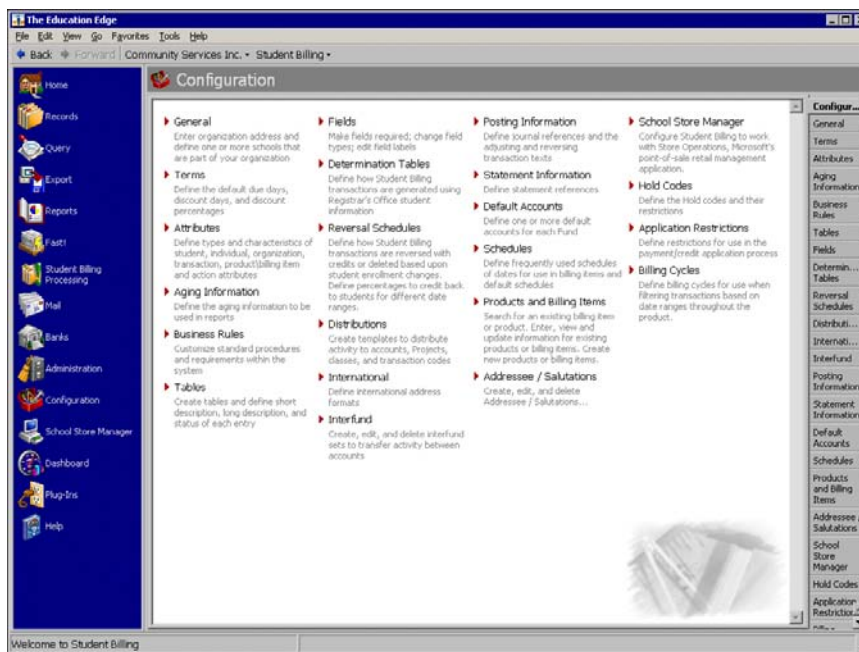 The Education Edge
File Edit View Go Favorites Tools Help
Back Forward Community Services Inc. Student Billing
Home
Records
Query
Export
Reports
Fast!
Student Billing
Processing
Mail
Banks
Administration
Configuration
School Store Manager
Dashboard
Plug-Ins
Help
Configuration
General
Enter organization address and
define one or more schools that
are part of your organization
Terms
Define the default due days,
discount days, and discount
percentages
Attributes
Define types and characteristics of
student, individual, organization,
transaction, product\billing item
and action attributes
Aging Information
Define the aging information to be
used in reports
Business Rules
Customize standard procedures
and requirements within the
system
Tables
Create tables and define short
description, long description, and
status of each entry
Fields
Make fields required; change field
types; edit field labels
Determination Tables
Define how Student Billing
transactions are generated using
Registrar's Office student
information
Reversal Schedules
Define how Student Billing
transactions are reversed with
credits or deleted based upon
student enrollment changes.
Define percentages to credit back
to students for different date
ranges.
Distributions
Create templates to distribute
activity to accounts, Projects,
classes, and transaction codes
International
Define international address
formats
Interfund
Create, edit, and delete interfund
sets to transfer activity between
accounts
Posting Information
Define journal references and the
adjusting and reversing
transaction texts
Statement Information
Define statement references
Default Accounts
Define one or more default
accounts for each Fund
Schedules
Define frequently used schedules
of dates for use in billing items and
default schedules
Products and Billing Items
Search for an existing billing item
or product. Enter, view and
update information for existing
products or billing items. Create
new products or billing items.
Addressee / Salutations
Create, edit, and delete
Addressee / Salutations...
School Store Manager
Configure Student Billing to work
with Store Operations, Microsoft's
point-of-sale retail management
application.
Hold Codes
Define the Hold codes and their
restrictions
Application Restrictions
Define restrictions for use in the
payment/credit application process
Billing Cycles
Define billing cycles for use when
filtering transactions based on
date ranges throughout the
product.
Configur...
General
Terms
Attributes
Aging
Information
Business
Rules
Tables
Fields
Determin...
Tables
Reversal
Schedules
Distributi...
Internati...
Interfund
Posting
Information
Statement
Information
Default
Accounts
Schedules
Products
and Billing
Items
Addressee /
Salutations
School
Store
Manager
Hold Codes
Application
Restriction
Welcome to Student Billing